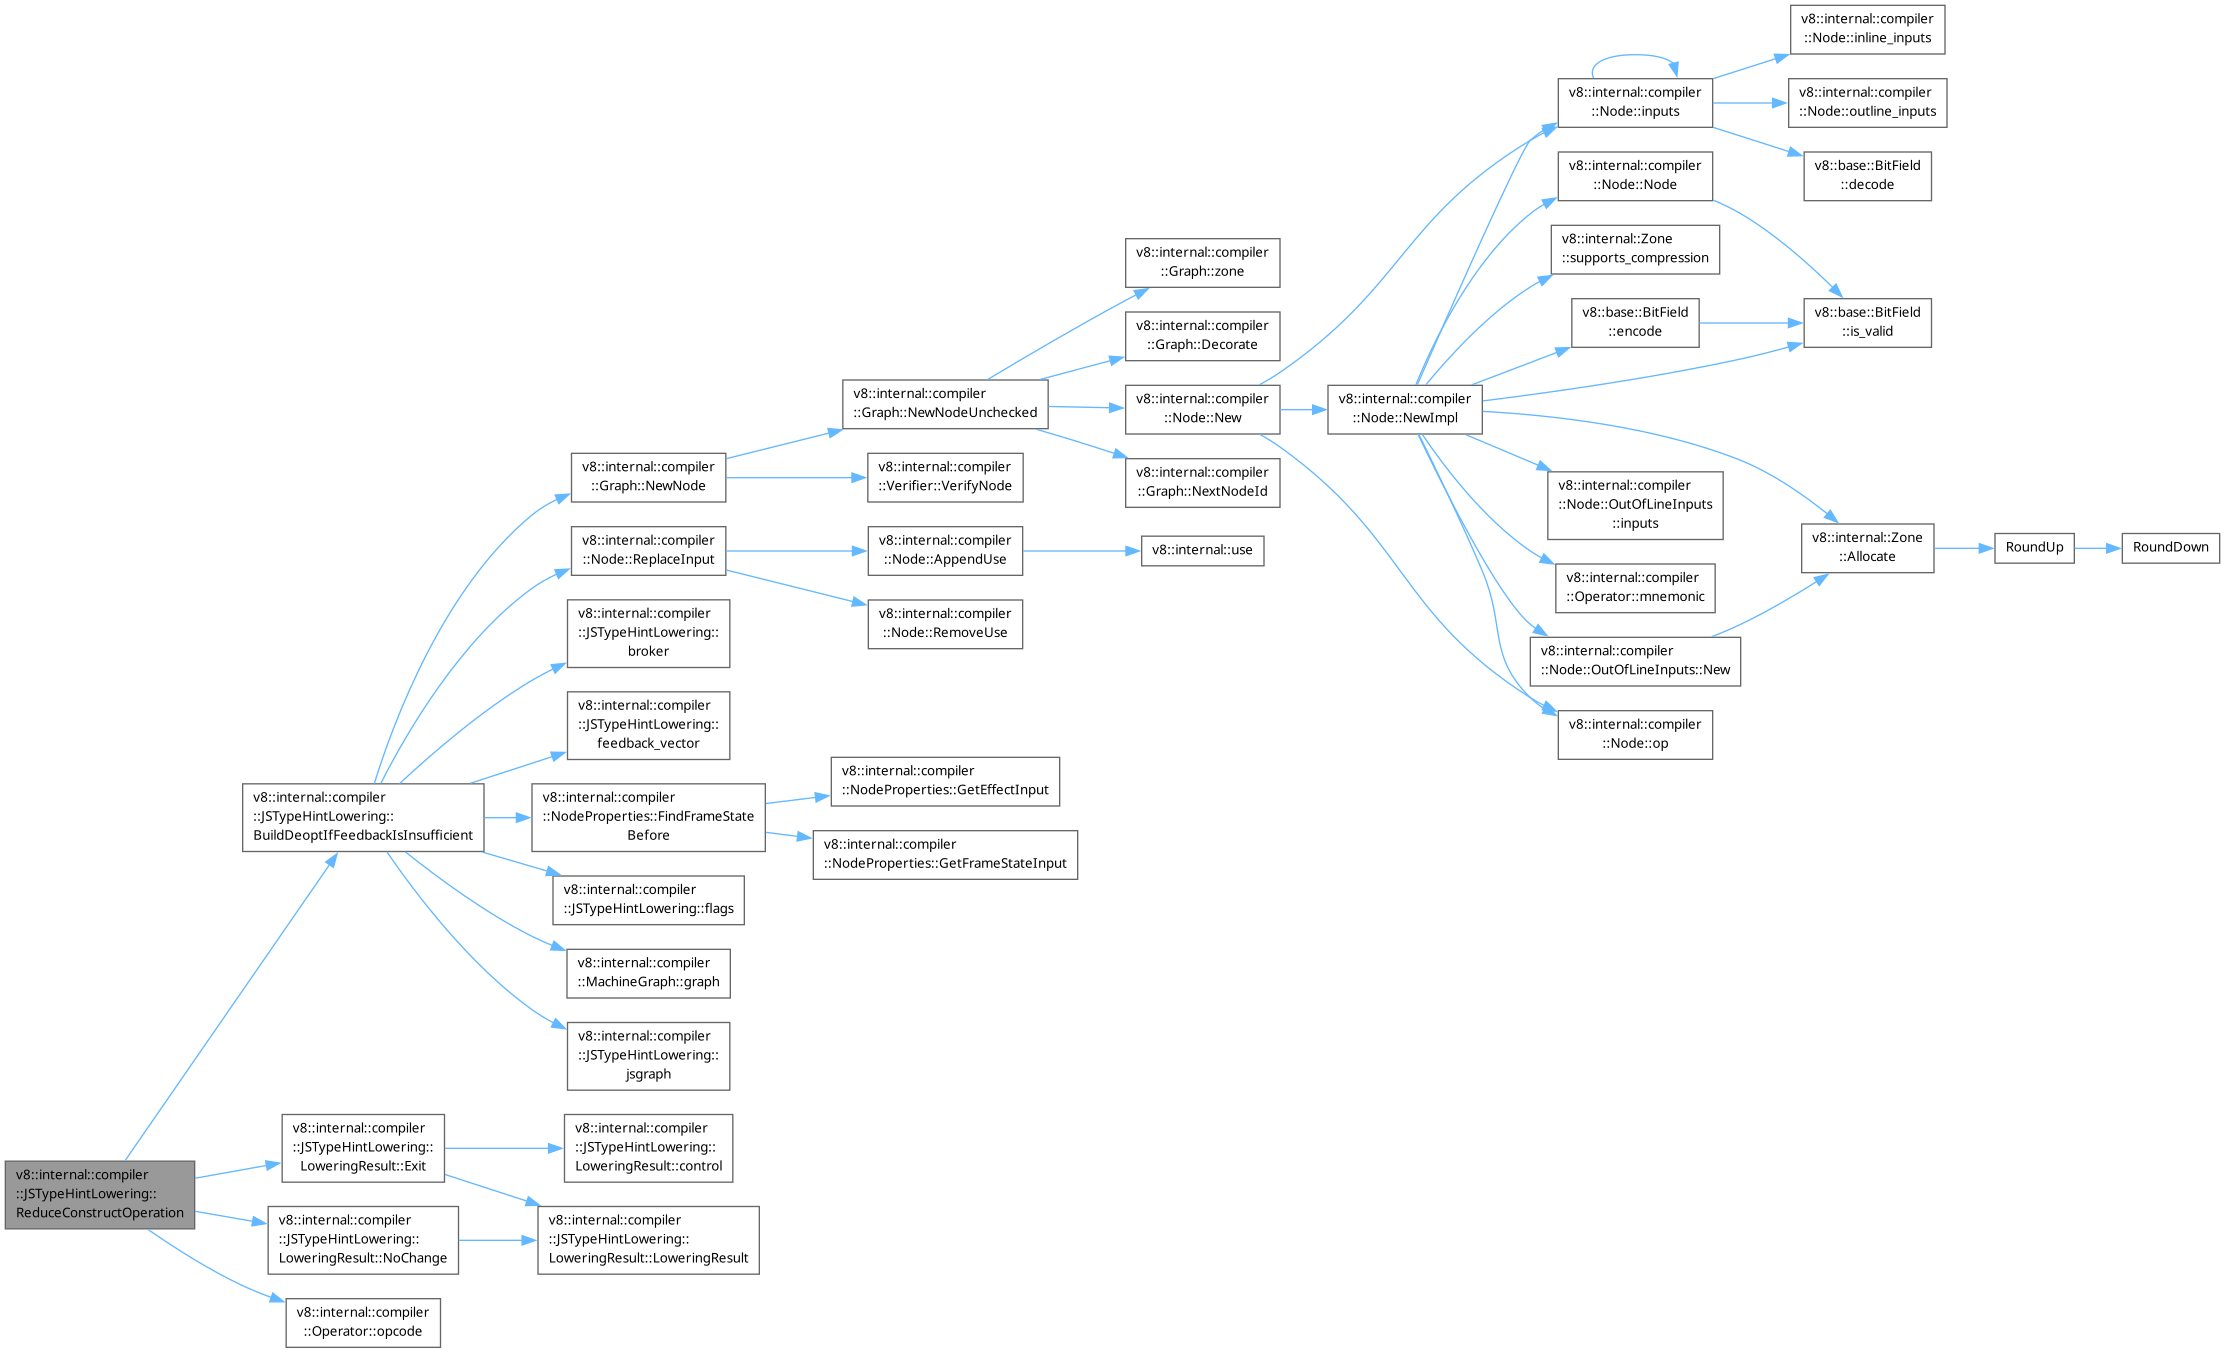 v8::internal::compiler
::JSTypeHintLowering::
ReduceConstructOperation
v8::internal::compiler
::JSTypeHintLowering::
BuildDeoptIfFeedbackIsInsufficient
v8::internal::compiler
::Graph::NewNode
v8::internal::compiler
::Graph::NewNodeUnchecked
v8::internal::compiler
::Graph::zone
v8::internal::compiler
::Graph::Decorate
v8::internal::compiler
::Node::New
v8::internal::compiler
::Node::inputs
v8::internal::compiler
::Node::inline_inputs
v8::internal::compiler
::Node::outline_inputs
v8::base::BitField
::decode
v8::internal::compiler
::Node::NewImpl
v8::internal::compiler
::Node::Node
v8::internal::Zone
::supports_compression
v8::base::BitField
::encode
v8::base::BitField
::is_valid
v8::internal::compiler
::Node::OutOfLineInputs
::inputs
v8::internal::compiler
::Operator::mnemonic
v8::internal::compiler
::Node::OutOfLineInputs::New
v8::internal::compiler
::Node::op
v8::internal::Zone
::Allocate
RoundUp
RoundDown
v8::internal::compiler
::Graph::NextNodeId
v8::internal::compiler
::Verifier::VerifyNode
v8::internal::compiler
::Node::ReplaceInput
v8::internal::compiler
::Node::AppendUse
v8::internal::use
v8::internal::compiler
::Node::RemoveUse
v8::internal::compiler
::JSTypeHintLowering::
broker
v8::internal::compiler
::JSTypeHintLowering::
feedback_vector
v8::internal::compiler
::NodeProperties::FindFrameState
Before
v8::internal::compiler
::NodeProperties::GetEffectInput
v8::internal::compiler
::NodeProperties::GetFrameStateInput
v8::internal::compiler
::JSTypeHintLowering::flags
v8::internal::compiler
::MachineGraph::graph
v8::internal::compiler
::JSTypeHintLowering::
jsgraph
v8::internal::compiler
::JSTypeHintLowering::
LoweringResult::Exit
v8::internal::compiler
::JSTypeHintLowering::
LoweringResult::control
v8::internal::compiler
::JSTypeHintLowering::
LoweringResult::NoChange
v8::internal::compiler
::JSTypeHintLowering::
LoweringResult::LoweringResult
v8::internal::compiler
::Operator::opcode